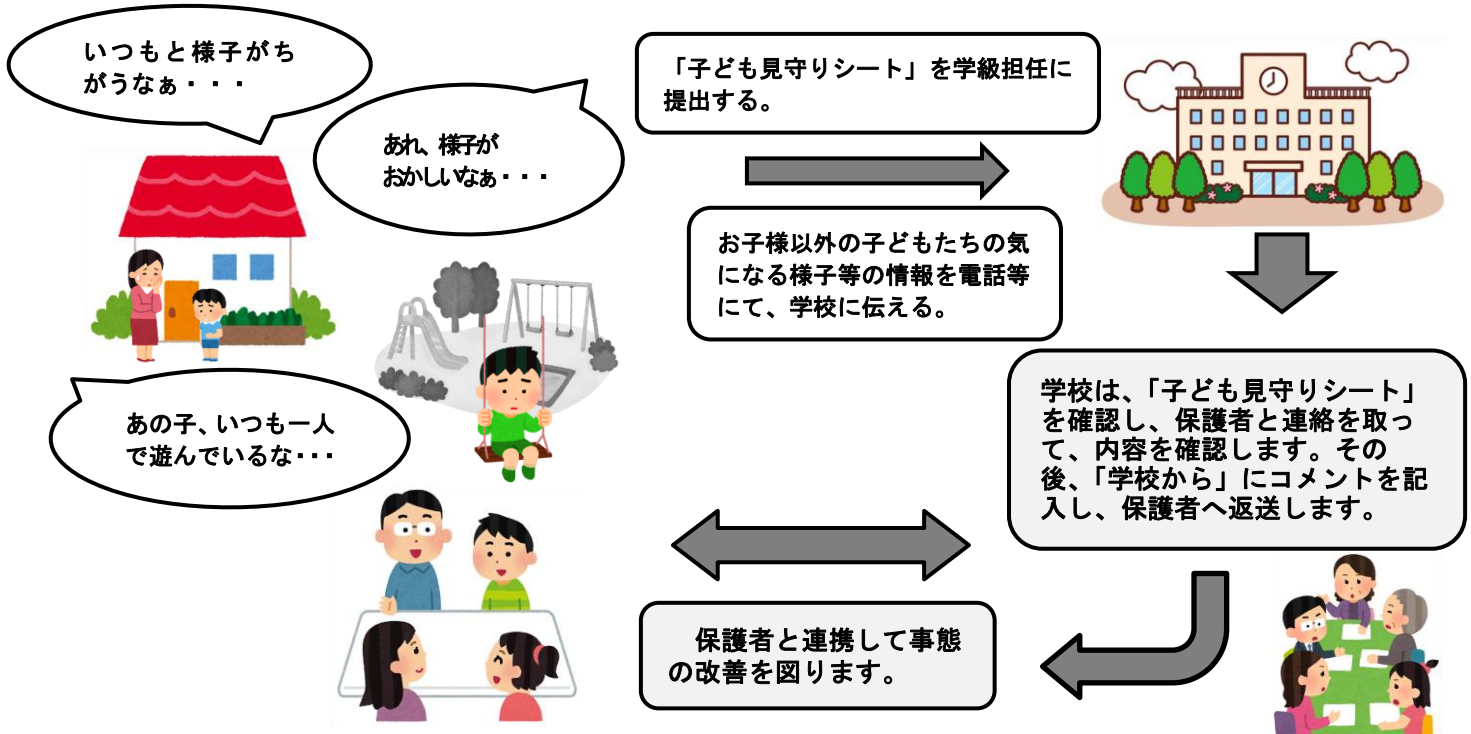 いつもと様子がち
がうなぁ・・・
あれ、様子が
おかしいなぁ・・・
あの子、いつも一人
で遊んでいるな・・・
「子ども見守りシート」を学級担任に
提出する。
お子様以外の子どもたちの気
になる様子等の情報を電話等
にて、学校に伝える。
学校は、「子ども見守りシート」
を確認し、保護者と連絡を取っ
て、内容を確認します。その
後、「学校から」にコメントを記
入し、保護者へ返送します。
保護者と連携して事態
の改善を図ります。